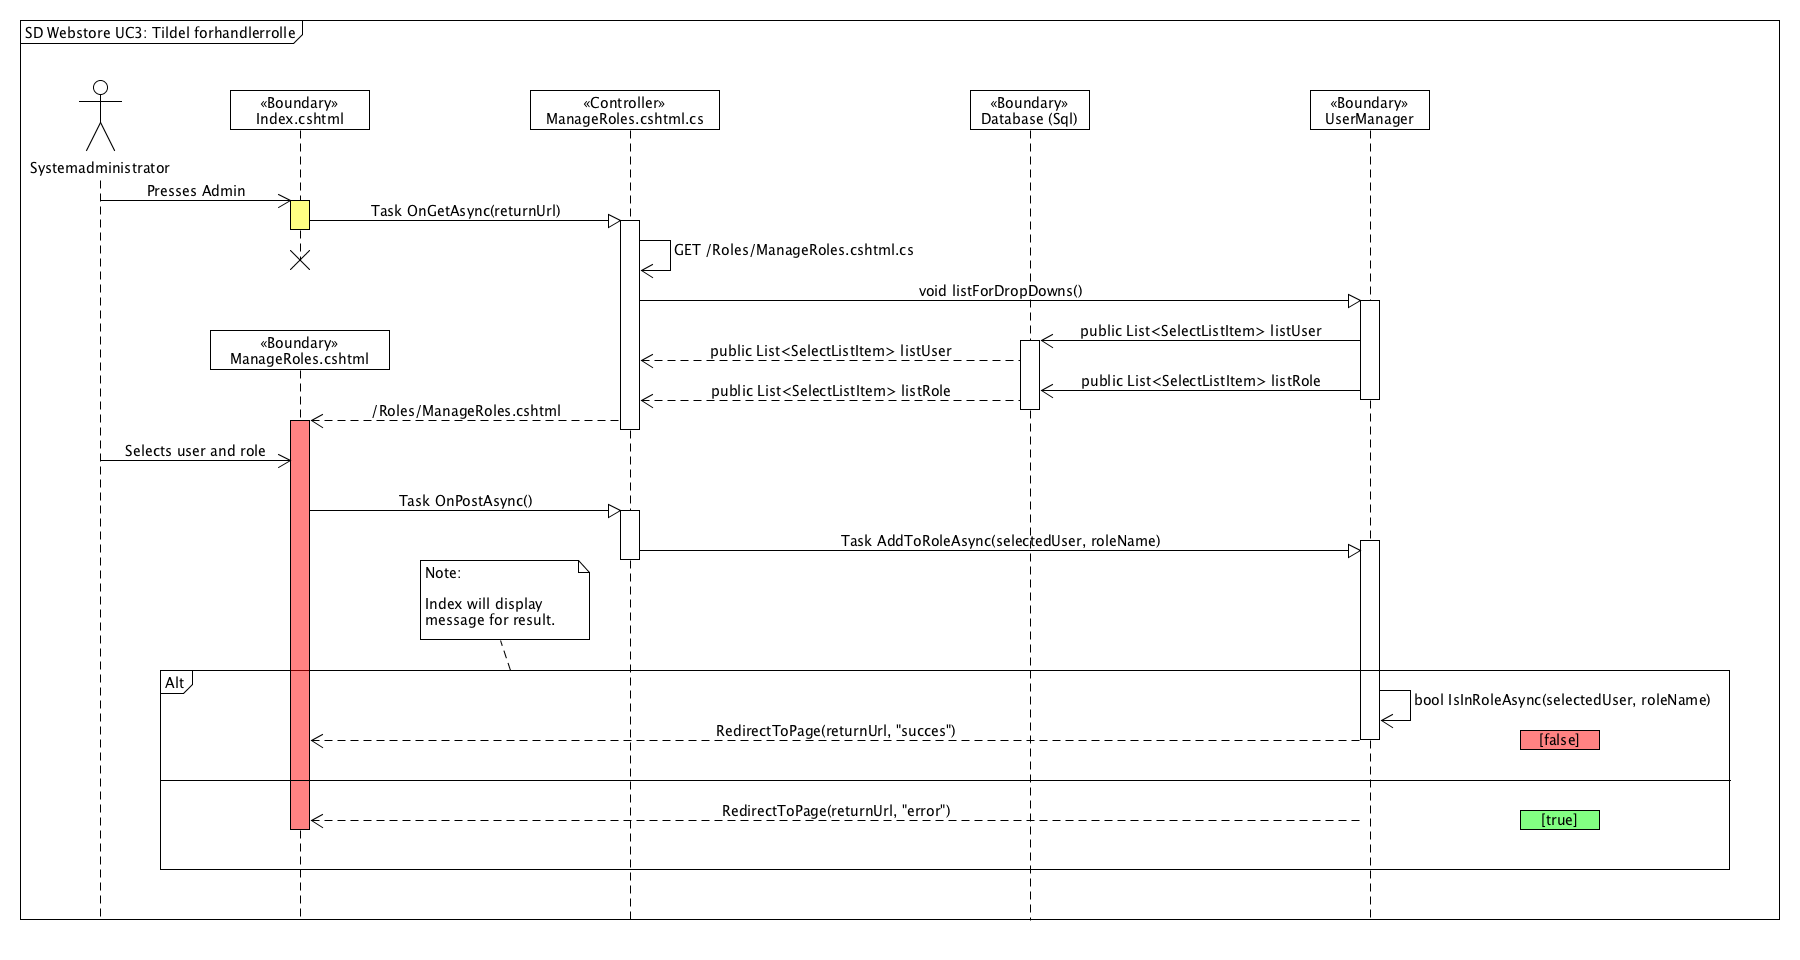 SD Webstore UC3: Tildel forhandlerrolle
Systemadministrator
«Boundary»
Index.cshtml
«Controller»
ManageRoles.cshtml.cs
«Boundary»
Database (Sql)
«Boundary»
UserManager
Presses Admin
Task OnGetAsync(returnUrl)
GET /Roles/ManageRoles.cshtml.cs
void listForDropDowns()
«Boundary»
ManageRoles.cshtml
public List<SelectListItem> listUser
public List<SelectListItem> listUser
public List<SelectListItem> listRole
public List<SelectListItem> listRole
/Roles/ManageRoles.cshtml
Selects user and role
Task OnPostAsync()
Task AddToRoleAsync(selectedUser, roleName)
Note:
Index will display
message for result.
Alt
bool IsInRoleAsync(selectedUser, roleName)
RedirectToPage(returnUrl, "succes")
[false]
RedirectToPage(returnUrl, "error")
[true]